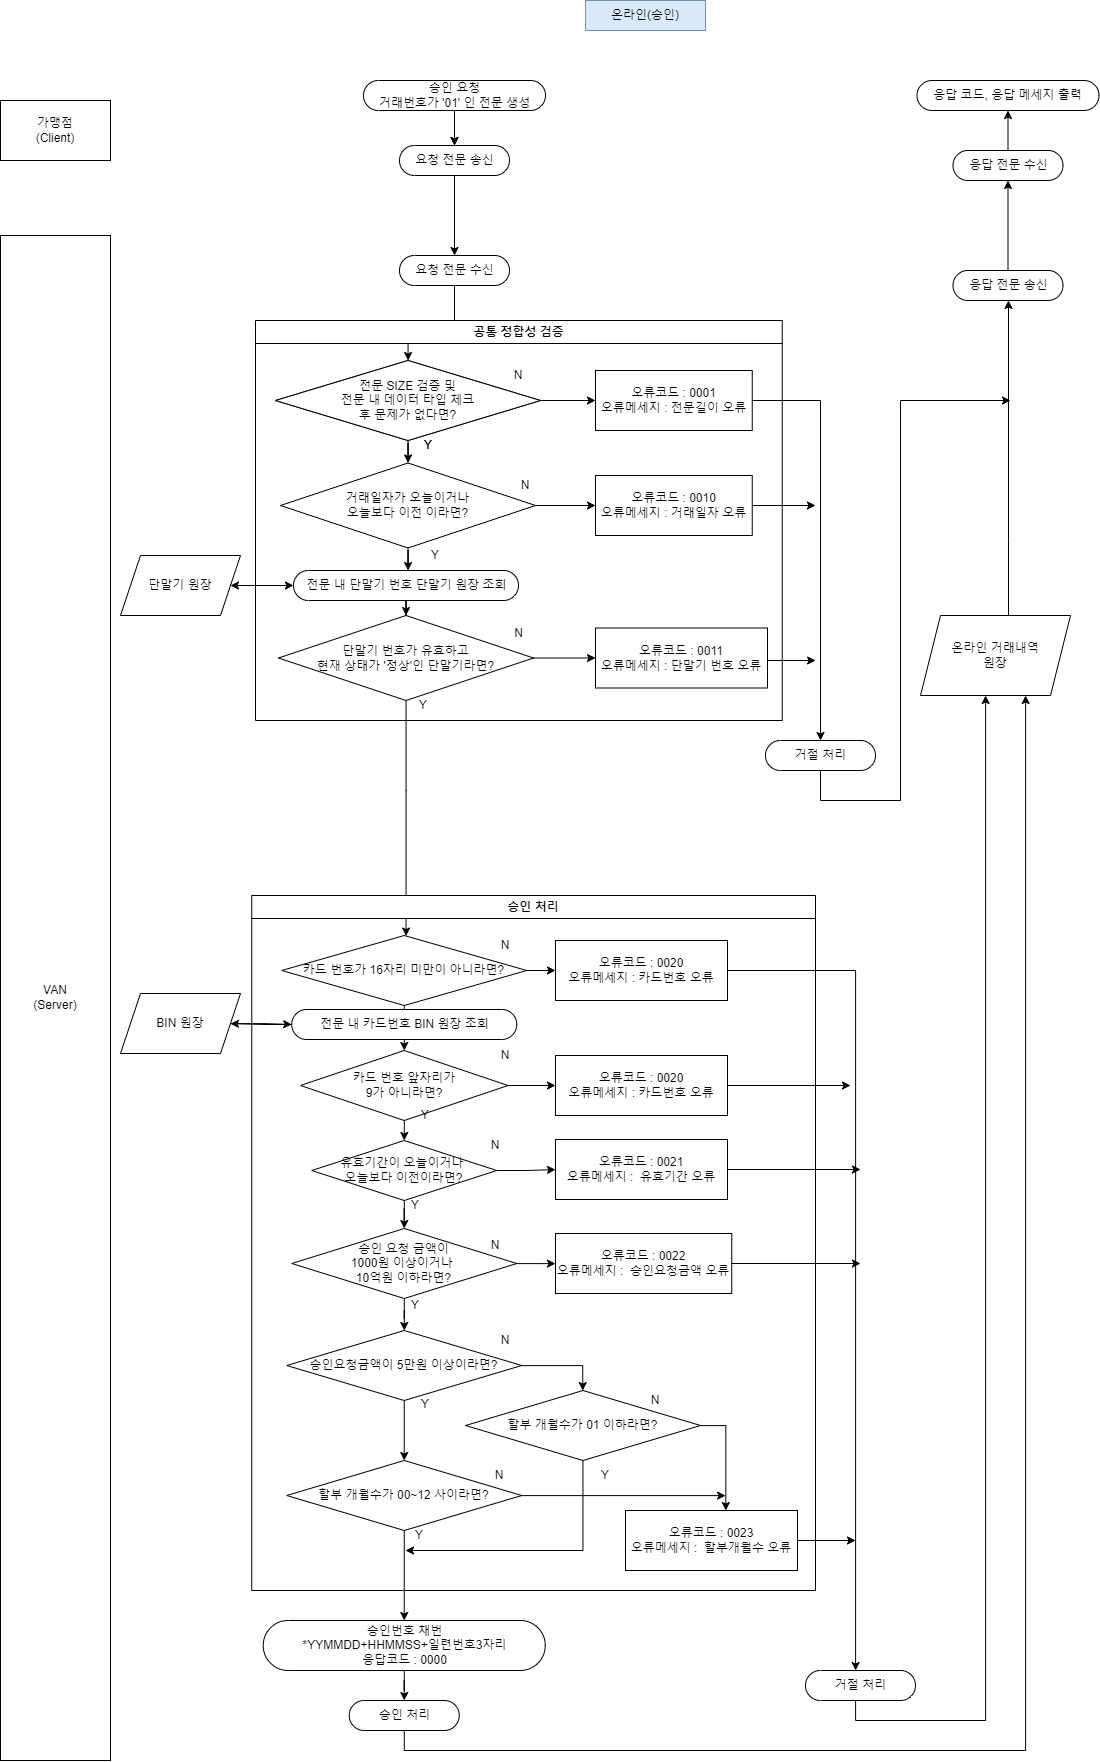 온라인(승인)
가맹점
(Client)
승인 요청
거래번호가 '01' 인 전문 생성
요청 전문 송신
응답 코드, 응답 메세지 출력
응답 전문 수신
VAN
(Server)
요청 전문 수신
응답 전문 송신
공통 정합성 검증
전문 SIZE 검증 및
전문 내 데이터 타입 체크
후 문제가 없다면?
N
오류코드 : 0001
오류메세지 : 전문길이 오류
Y
거래일자가 오늘이거나
오늘보다 이전 이라면?
N
오류코드 : 0010
오류메세지 : 거래일자 오류
Y
단말기 원장
전문 내 단말기 번호 단말기 원장 조회
단말기 번호가 유효하고
현재 상태가 '정상'인 단말기라면?
N
오류코드 : 0011
오류메세지 : 단말기 번호 오류
Y
온라인 거래내역
원장
거절 처리
승인 처리
카드 번호가 16자리 미만이 아니라면?
N
오류코드 : 0020
오류메세지 : 카드번호 오류
BIN 원장
전문 내 카드번호 BIN 원장 조회
카드 번호 앞자리가
9가 아니라면?
N
오류코드 : 0020
오류메세지 : 카드번호 오류
Y
유효기간이 오늘이거나
오늘보다 이전이라면?
N
오류코드 : 0021
오류메세지 : 유효기간 오류
Y
승인 요청 금액이
1000원 이상이거나
10억원 이하라면?
N
오류코드 : 0022
오류메세지 : 승인요청금액 오류
Y
승인요청금액이 5만원 이상이라면?
N
Y
할부 개월수가 01 이하라면?
N
Y
할부 개월수가 00~12 사이라면?
N
Y
오류코드 : 0023
오류메세지 : 할부개월수 오류
승인번호 채번
*YYMMDD+HHMMSS+일련번호3자리
응답코드 : 0000
거절 처리
승인 처리